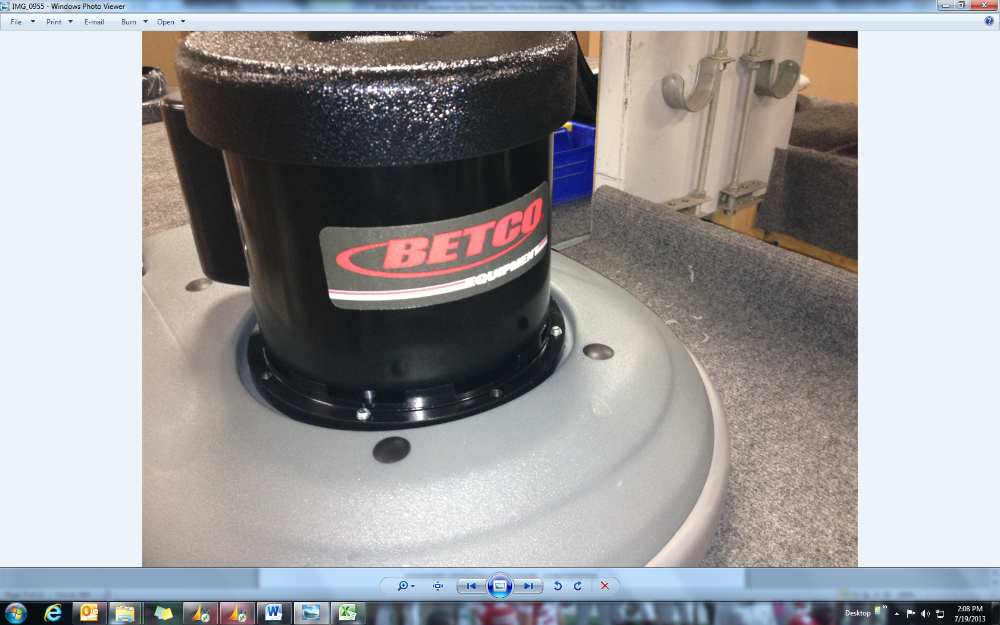 IMG_0955 - Windows Photo Viewer
File Print E-mail Burn Open
BETCO
EQUIPMENT
Desktop
2:08 PM
7/19/2013